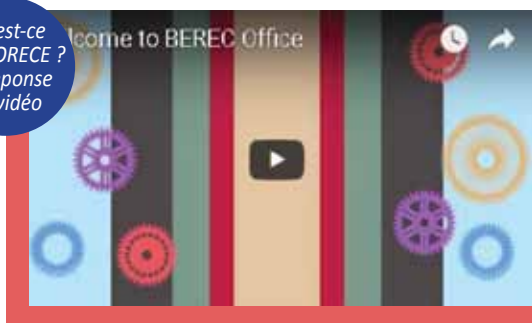 est-ce
ORECE ?
ponse
vidéo
lcome to BEREC Office